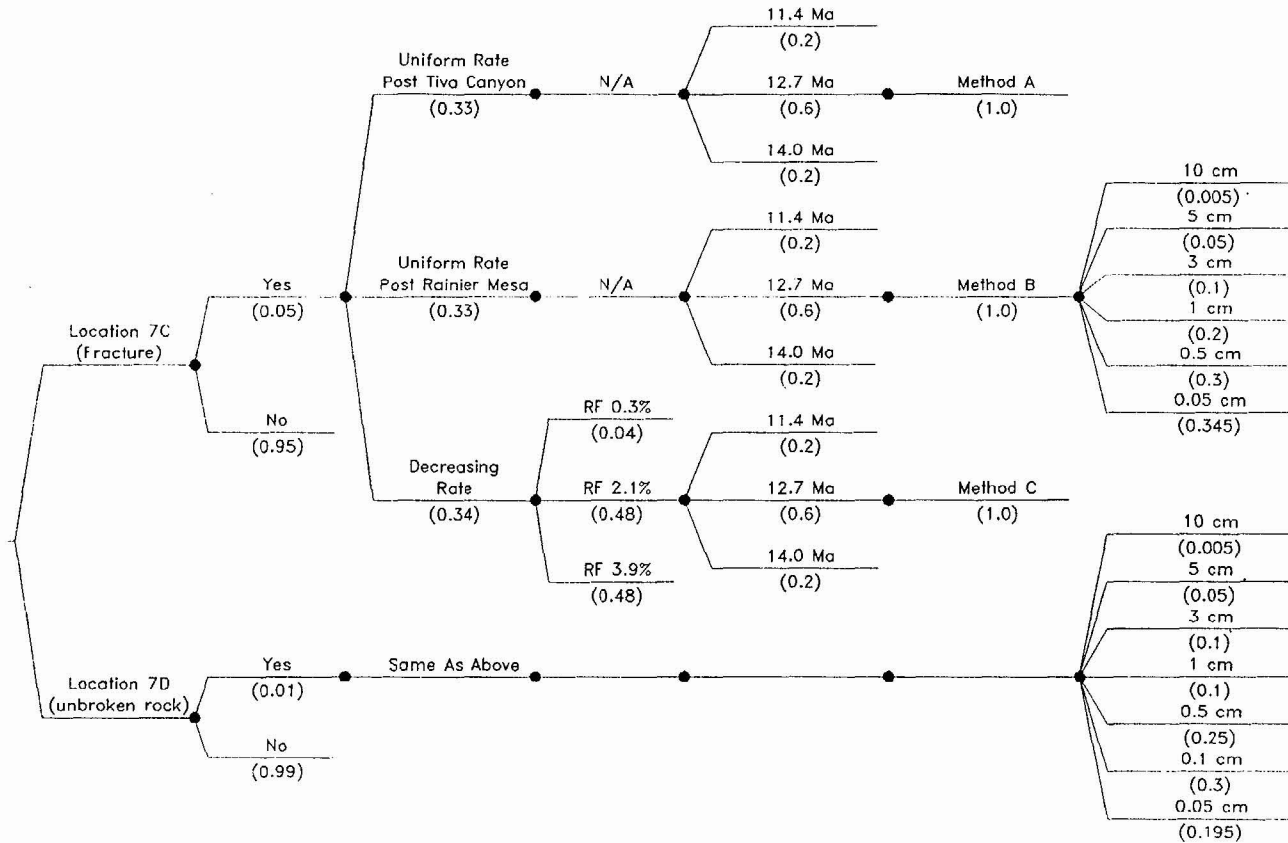 11.4 Ma
(0.2)
Uniform Rate
Post Tiva Canyon
(0.33)
N/A
12.7 Ma
(0.6)
Method A
(1.0)
14.0 Ma
(0.2)
Location 7C
(Fracture)
Yes
(0.05)
No
(0.95)
Uniform Rate
Post Rainier Mesa
(0.33)
N/A
11.4 Ma
(0.2)
12.7 Ma
(0.6)
14.0 Ma
(0.2)
Method B
(1.0)
10 cm
(0.005)
5 cm
(0.05)
3 cm
(0.1)
1 cm
(0.2)
0.5 cm
(0.3)
0.05 cm
(0.345)
Decreasing
Rate
(0.34)
RF 0.3%
(0.04)
RF 2.1%
(0.48)
RF 3.9%
(0.48)
11.4 Ma
(0.2)
12.7 Ma
(0.6)
14.0 Ma
(0.2)
Method C
(1.0)
Location 7D
(unbroken rock)
Yes
(0.01)
No
(0.99)
Same As Above
10 cm
(0.005)
5 cm
(0.05)
3 cm
(0.1)
1 cm
(0.1)
0.5 cm
(0.25)
0.1 cm
(0.3)
0.05 cm
(0.195)